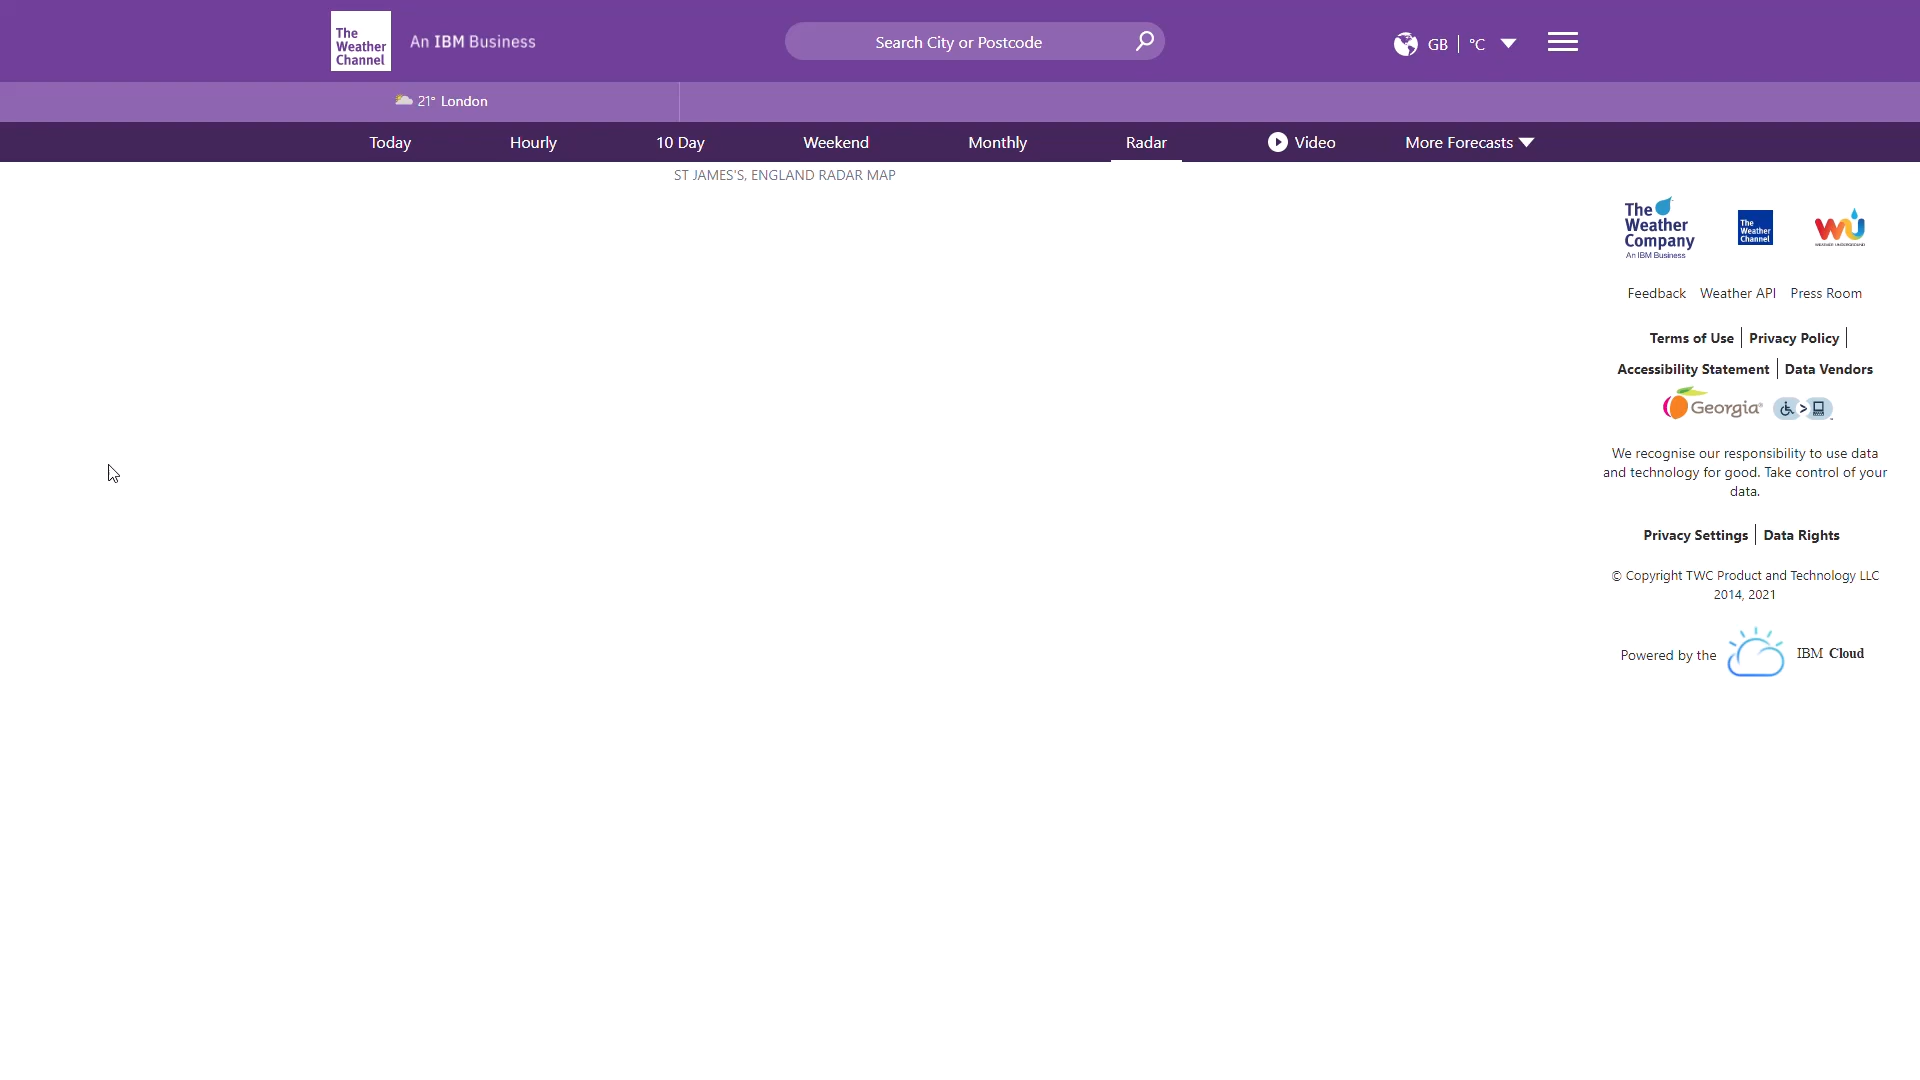 The
Weather
Channel
An IBM Business
Search City or Postcode
GB
°C
21° London
Today
Hourly
10 Day
Weekend
Monthly
Radar
Video
More Forecasts
ST JAMES'S, ENGLAND RADAR MAP
The
Weather
Company
An IBM Business
The
Weather
Channel
WU
WEATHER UNDERGROUND
Feedback
Weather API
Press Room
Terms of Use
Privacy Policy
Accessibility Statement
Data Vendors
Georgia®
>
We recognise our responsibility to use data
and technology for good. Take control of your
data.
Privacy Settings
Data Rights
© Copyright TWC Product and Technology LLC
2014, 2021
Powered by the
IBM Cloud